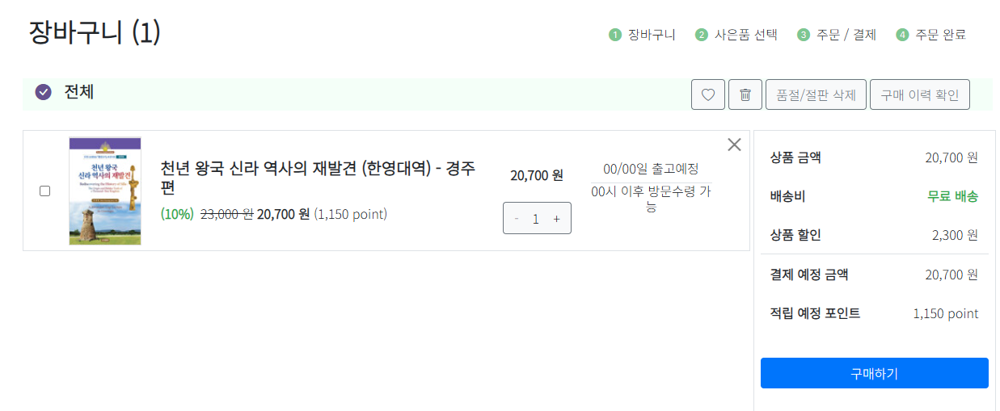 장바구니 (1)
1 장바구니 2 사은품 선택 3 주문 / 결제 4 주문 완료
전체
품절/절판 삭제 구매 이력 확인
천년 왕국
신라 역사의 재발견
천년 왕국 신라 역사의 재발견 (한영대역) - 경주
편
(10%) 23,000 원 20,700 원 (1,150 point)
20,700 원
- 1 +
00/00일 출고예정
00시 이후 방문수령 가
능
상품 금액 20,700 원
배송비 무료 배송
상품 할인 2,300 원
결제 예정 금액 20,700 원
적립 예정 포인트 1,150 point
구매하기